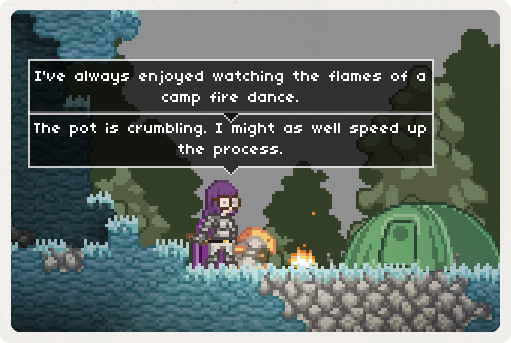 I've always enjoyed watching the flames of a
camp fire dance.
The pot is crumbling. I might as well speed up
the process.